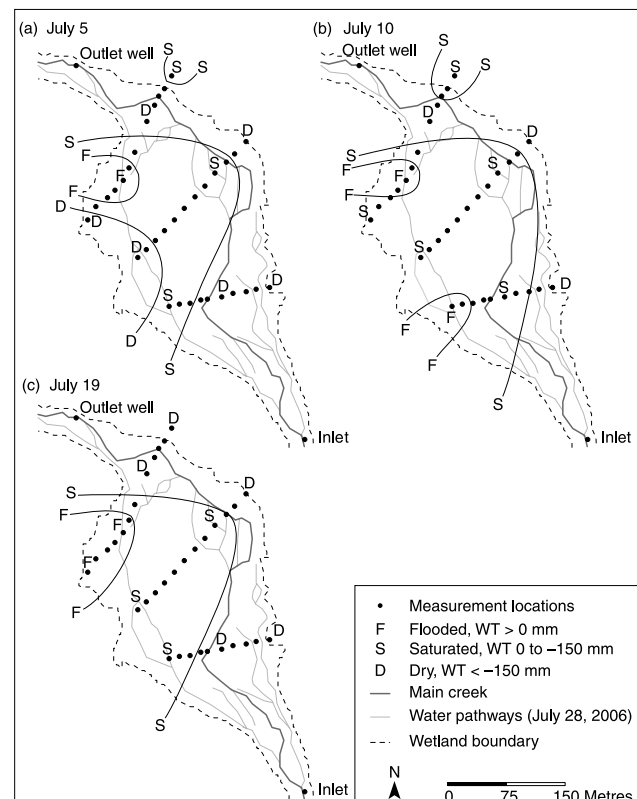 (a) July 5
Outlet well
S
S
S
D
S
D
F
S
F
F
D
D
D
S
D
D
D
S
Inlet
(b) July 10
Outlet well
S
S
S
D
D
S
F
S
F
F
S
S
S
D
F
F
F
S
Inlet
(c) July 19
Outlet well
D
D
S
D
F
S
F
F
S
S
D
D
F
S
Inlet
Measurement locations
F Flooded, WT > 0 mm
S Saturated, WT 0 to −150 mm
D Dry, WT < −150 mm
Main creek
Water pathways (July 28, 2006)
Wetland boundary
N
0 75 150 Metres